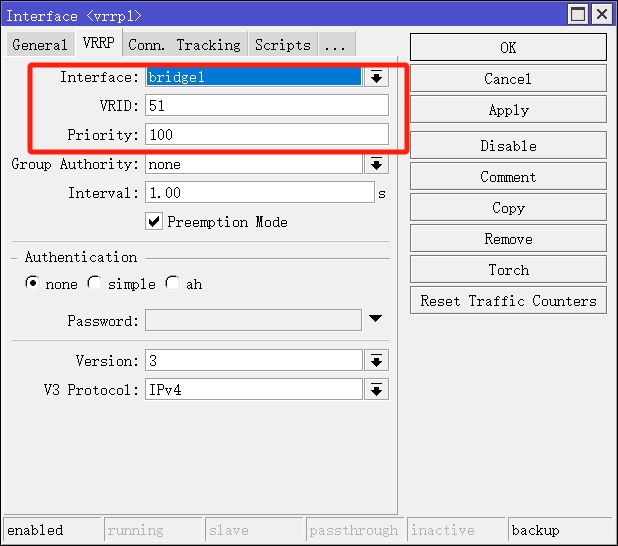 Interface <vrrp1>
General VRRP Conn. Tracking Scripts ...
Interface: bridge1
VRID: 51
Priority: 100
Group Authority: none
Interval: 1.00 s
Preemption Mode
Authentication
none simple ah
Password:
Version: 3
V3 Protocol: IPv4
OK
Cancel
Apply
Disable
Comment
Copy
Remove
Torch
Reset Traffic Counters
enabled running slave passthrough inactive backup